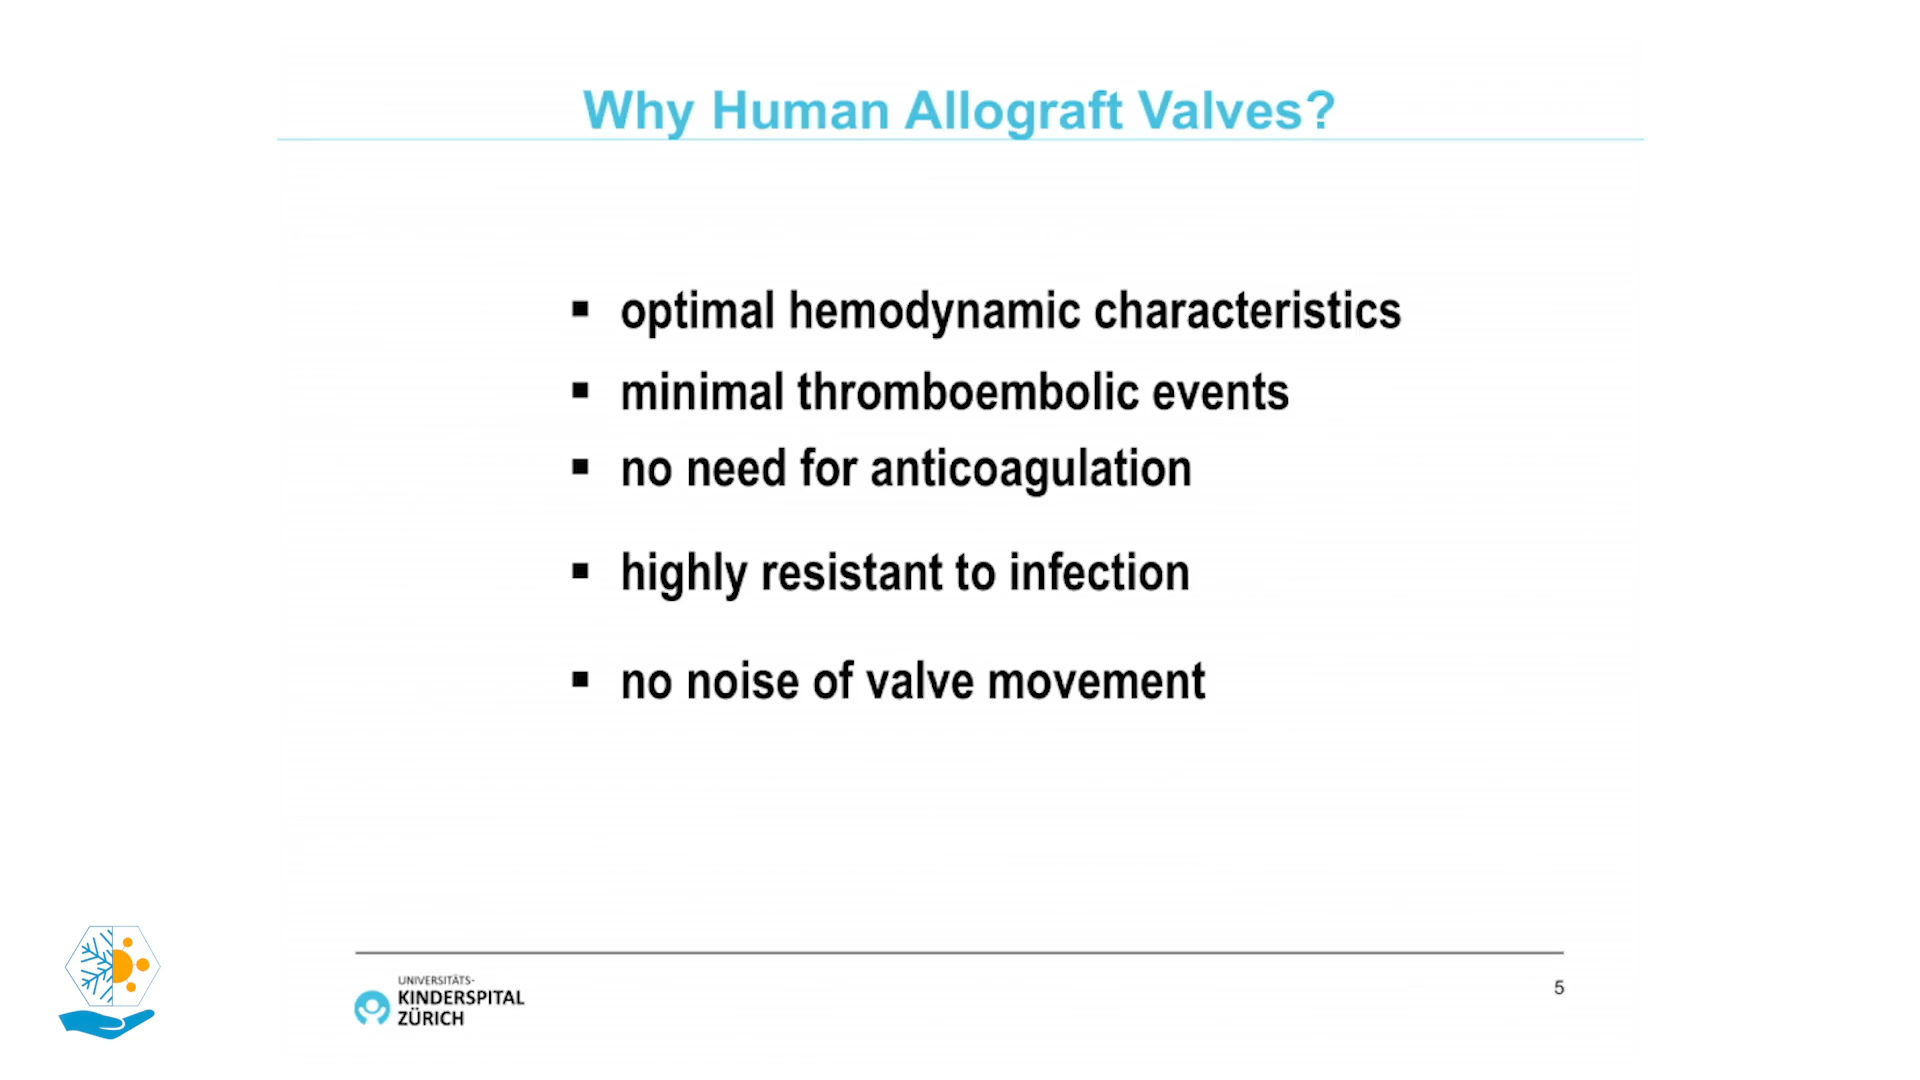 Why Human Allograft Valves?
▪ optimal hemodynamic characteristics
▪ minimal thromboembolic events
▪ no need for anticoagulation
▪ highly resistant to infection
▪ no noise of valve movement
UNIVERSITÄTS-
KINDERSPITAL
ZÜRICH
5